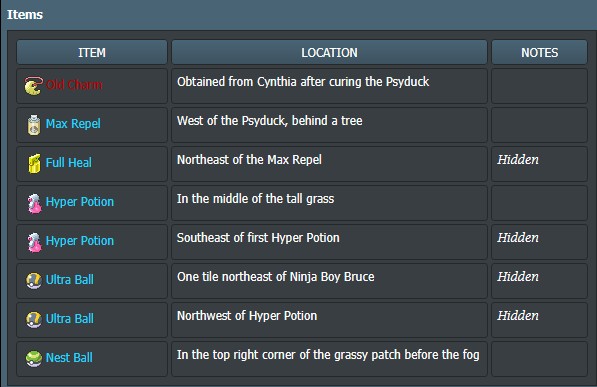 Items
ITEM LOCATION NOTES
Old Charm Obtained from Cynthia after curing the Psyduck
Max Repel West of the Psyduck, behind a tree
Full Heal Northeast of the Max Repel Hidden
Hyper Potion In the middle of the tall grass
Hyper Potion Southeast of first Hyper Potion Hidden
Ultra Ball One tile northeast of Ninja Boy Bruce Hidden
Ultra Ball Northwest of Hyper Potion Hidden
Nest Ball In the top right corner of the grassy patch before the fog